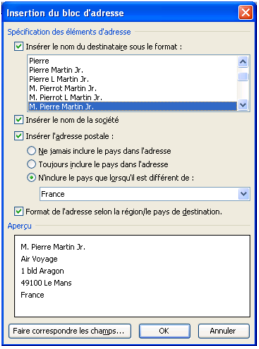 Insertion du bloc d'adresse
Spécification des éléments d'adresse
Insérer le nom du destinataire sous le format :
Pierre
Pierre Martin Jr.
Pierre L Martin Jr.
M. Pierrot Martin Jr.
M. Pierre L Martin Jr.
M. Pierre Martin Jr.
Insérer le nom de la société
Insérer l'adresse postale :
Ne jamais inclure le pays dans l'adresse
Toujours inclure le pays dans l'adresse
N'inclure le pays que lorsqu'il est différent de :
France
Format de l'adresse selon la région/le pays de destination.
Aperçu
M. Pierre Martin Jr.
Air Voyage
1 bld Aragon
49100 Le Mans
France
Faire correspondre les champs...
OK
Annuler